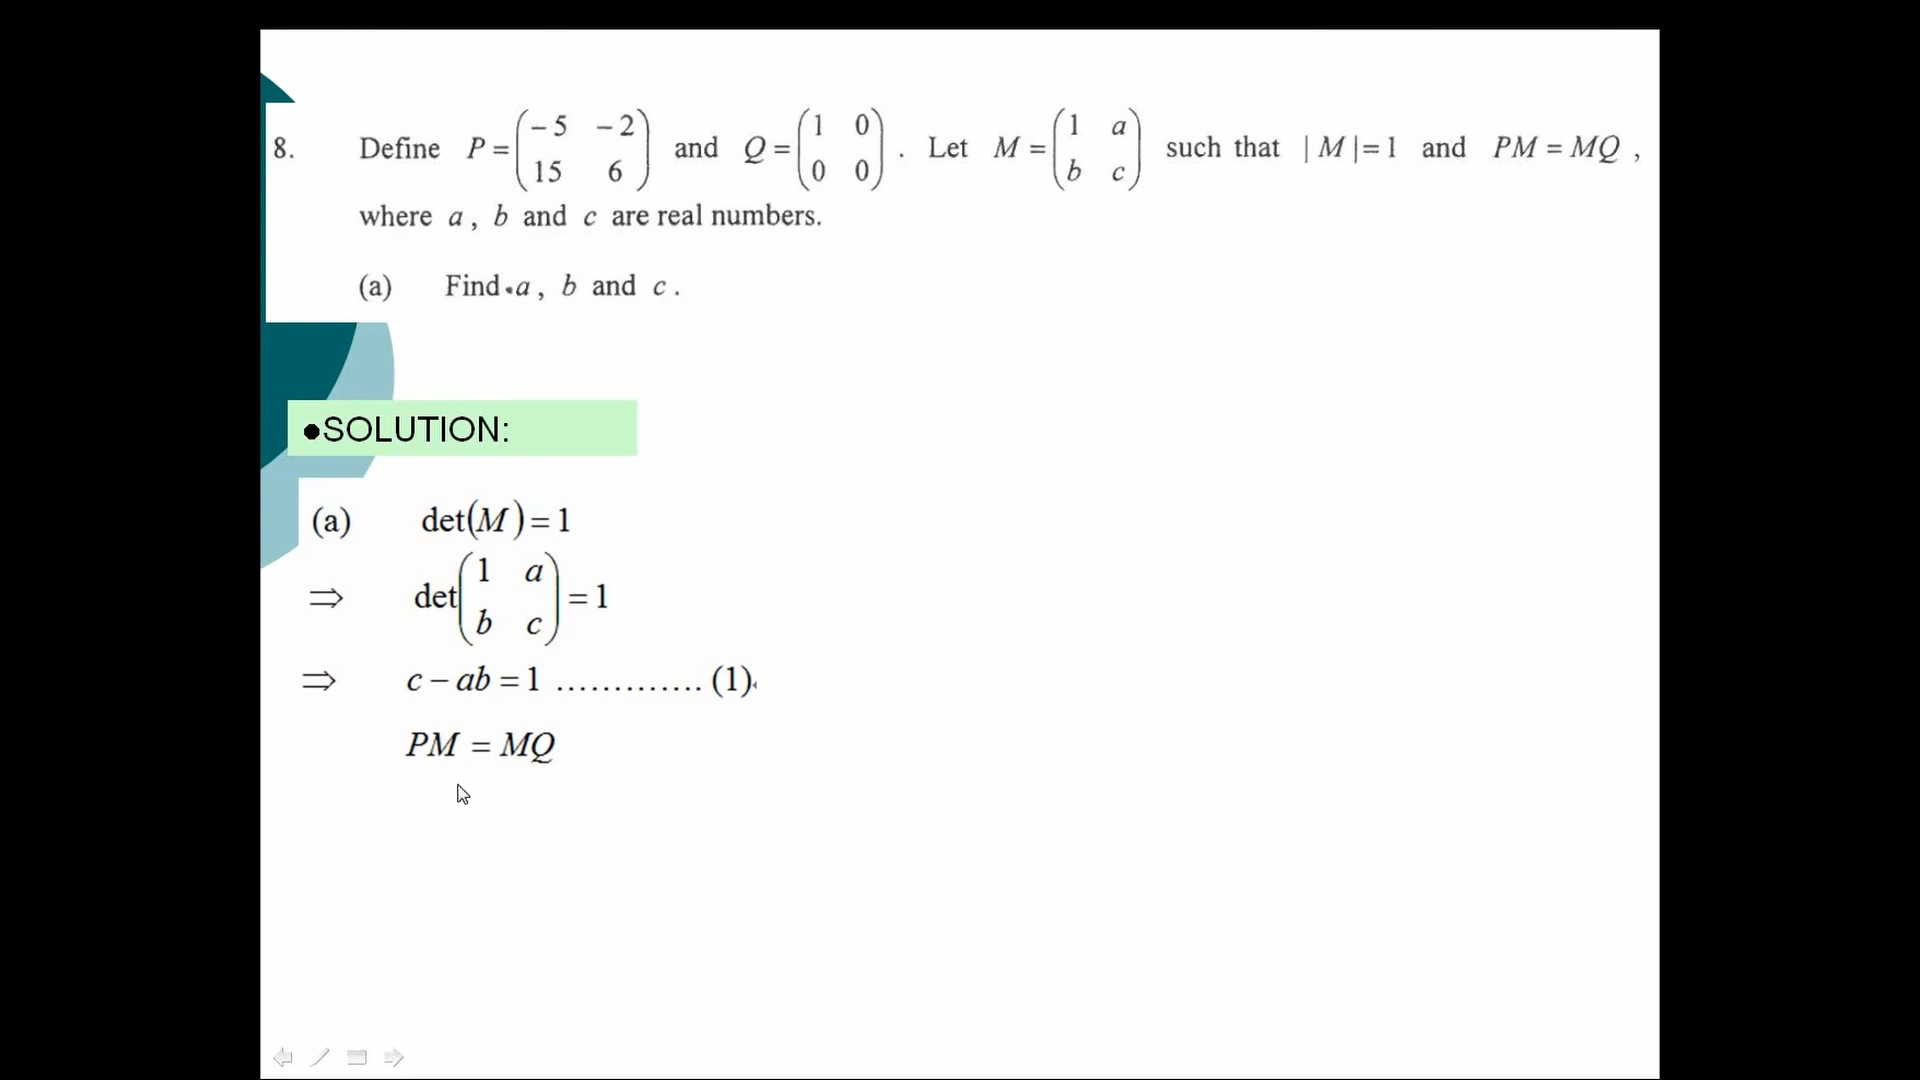 8. Define P = (−5 −2 / 15 6) and Q = (1 0 / 0 0). Let M = (1 a / b c) such that |M|=1 and PM = MQ,
where a, b and c are real numbers.
(a) Find a, b and c.
●SOLUTION:
(a) det(M) = 1
⇒ det(1 a / b c) = 1
⇒ c − ab = 1 ............. (1)
PM = MQ